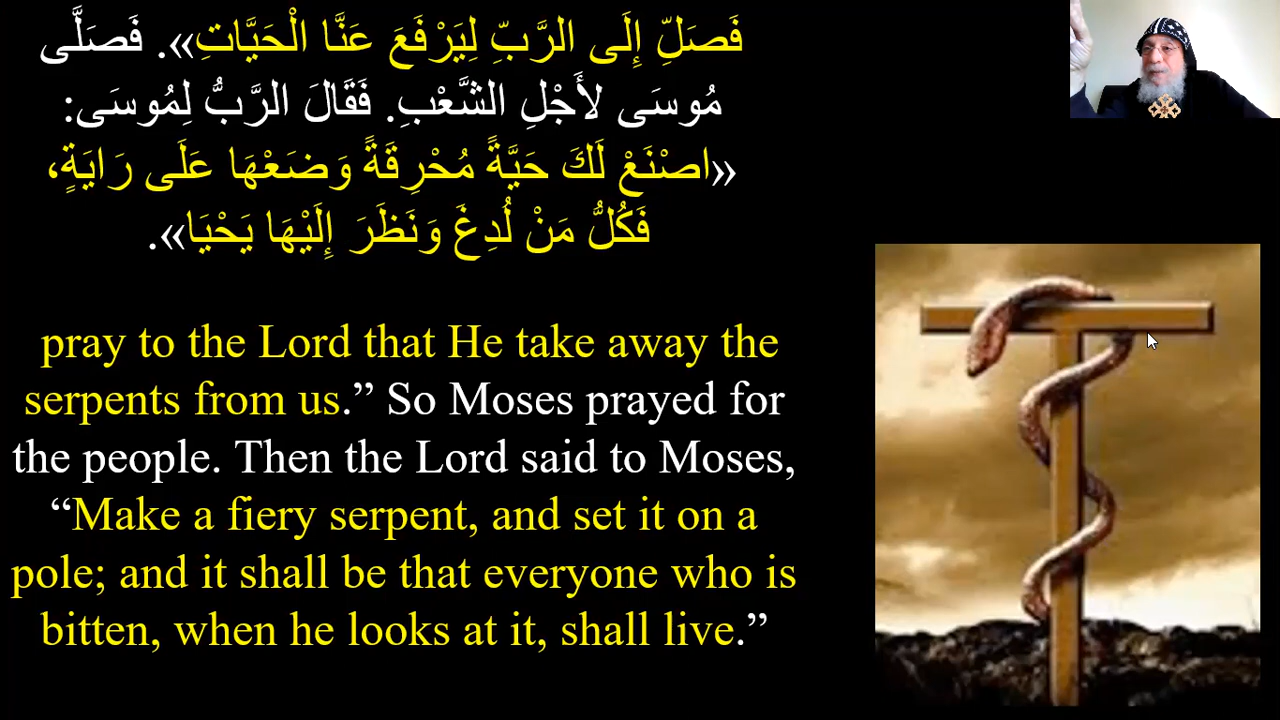 فَصَلِّ إِلَى الرَّبِّ لِيَرْفَعَ عَنَّا الْحَيَّاتِ». فَصَلَّى
مُوسَى لأَجْلِ الشَّعْبِ. فَقَالَ الرَّبُّ لِمُوسَى:
«اصْنَعْ لَكَ حَيَّةً مُحْرِقَةً وَضَعْهَا عَلَى رَايَةٍ،
فَكُلُّ مَنْ لُدِغَ وَنَظَرَ إِلَيْهَا يَحْيَا».
pray to the Lord that He take away the
serpents from us.” So Moses prayed for
the people. Then the Lord said to Moses,
“Make a fiery serpent, and set it on a
pole; and it shall be that everyone who is
bitten, when he looks at it, shall live.”